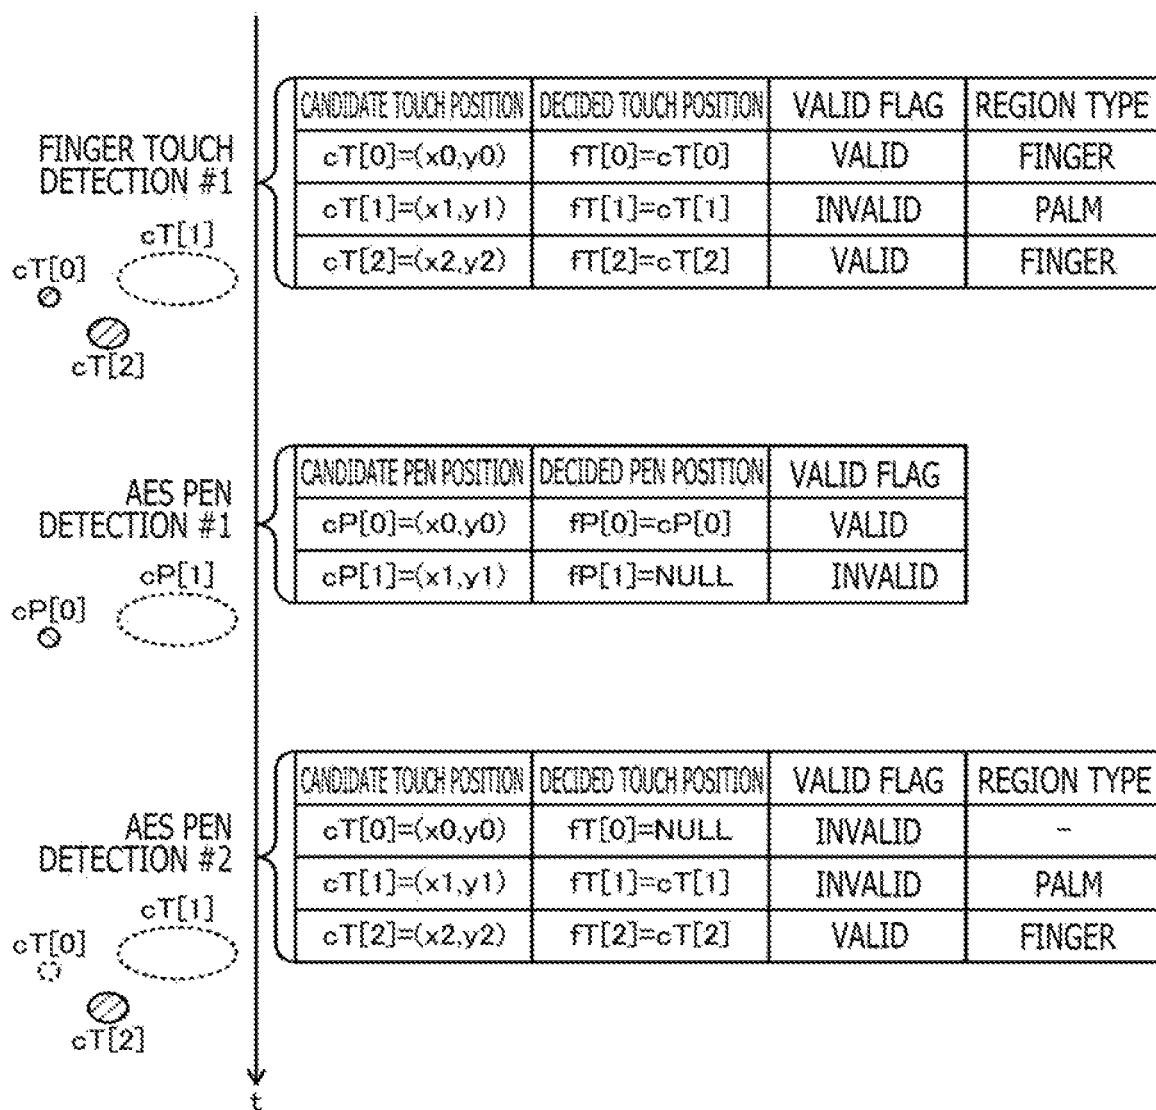 FINGER TOUCH
DETECTION #1
cT[1]
cT[0]
cT[2]
CANDIDATE TOUCH POSITION DECIDED TOUCH POSITION VALID FLAG REGION TYPE
cT[0]=(x0,y0) fT[0]=cT[0] VALID FINGER
cT[1]=(x1,y1) fT[1]=cT[1] INVALID PALM
cT[2]=(x2,y2) fT[2]=cT[2] VALID FINGER
AES PEN
DETECTION #1
cP[1]
cP[0]
CANDIDATE PEN POSITION DECIDED PEN POSITION VALID FLAG
cP[0]=(x0,y0) fP[0]=cP[0] VALID
cP[1]=(x1,y1) fP[1]=NULL INVALID
AES PEN
DETECTION #2
cT[1]
cT[0]
cT[2]
CANDIDATE TOUCH POSITION DECIDED TOUCH POSITION VALID FLAG REGION TYPE
cT[0]=(x0,y0) fT[0]=NULL INVALID –
cT[1]=(x1,y1) fT[1]=cT[1] INVALID PALM
cT[2]=(x2,y2) fT[2]=cT[2] VALID FINGER
t